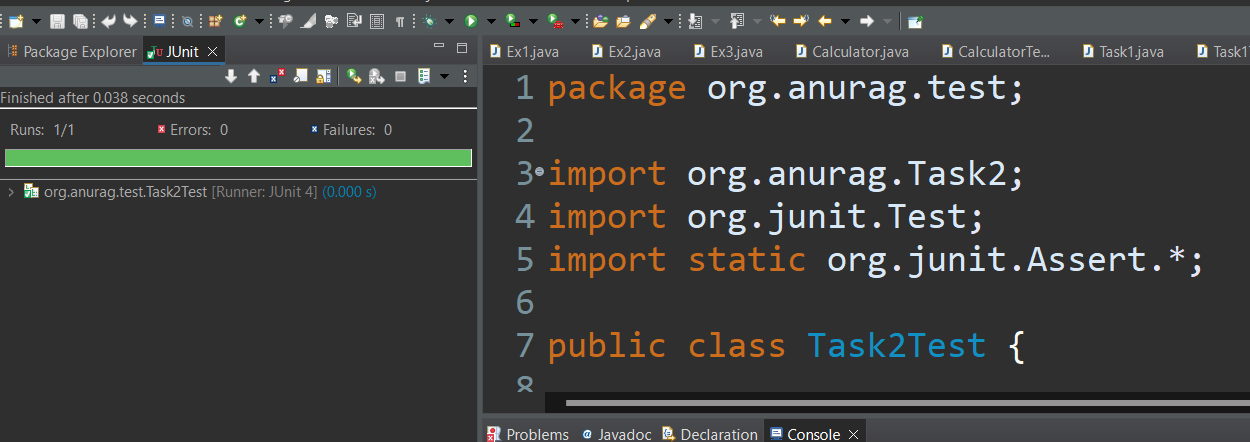 Package Explorer
JUnit
Finished after 0.038 seconds
Runs: 1/1 Errors: 0 Failures: 0
org.anurag.test.Task2Test [Runner: JUnit 4] (0.000 s)
Ex1.java Ex2.java Ex3.java Calculator.java CalculatorTe... Task1.java Task1
1 package org.anurag.test;
2
3 import org.anurag.Task2;
4 import org.junit.Test;
5 import static org.junit.Assert.*;
6
7 public class Task2Test {
8
Problems Javadoc Declaration Console